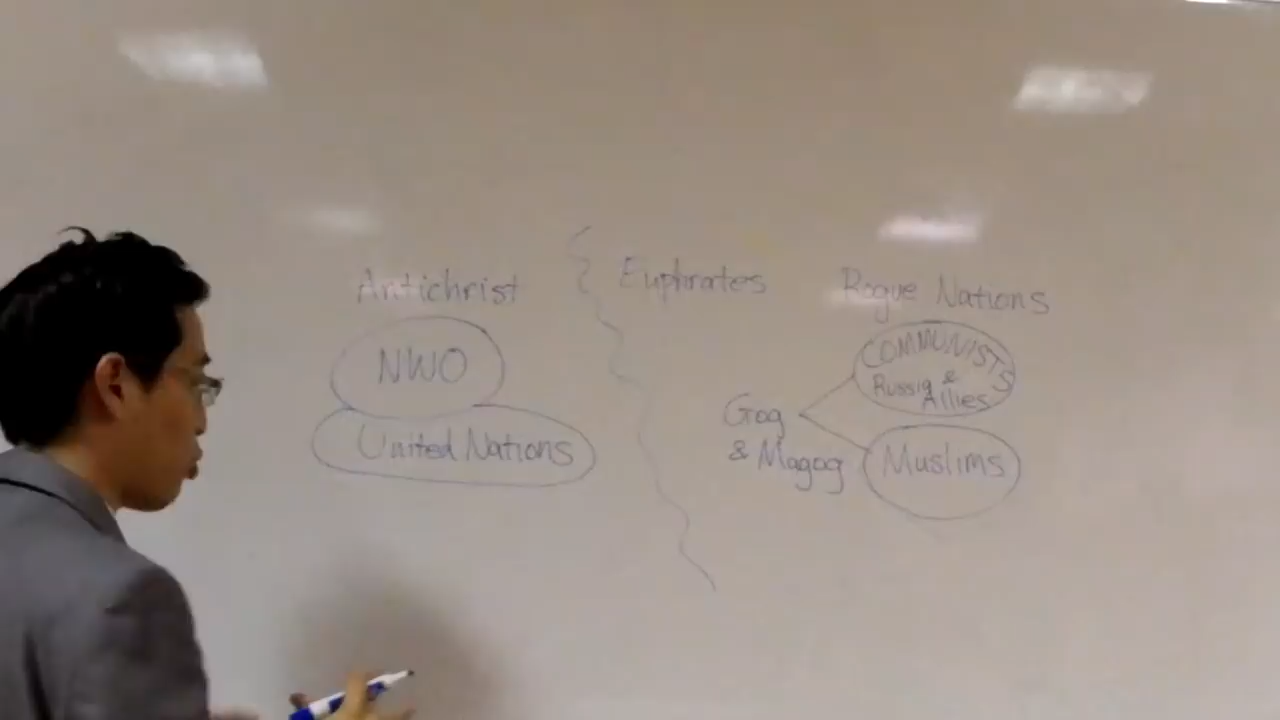 Antichrist
NWO
United Nations
Euphrates
Rogue Nations
COMMUNISTS
Russia &
Allies
Gog
& Magog
Muslims